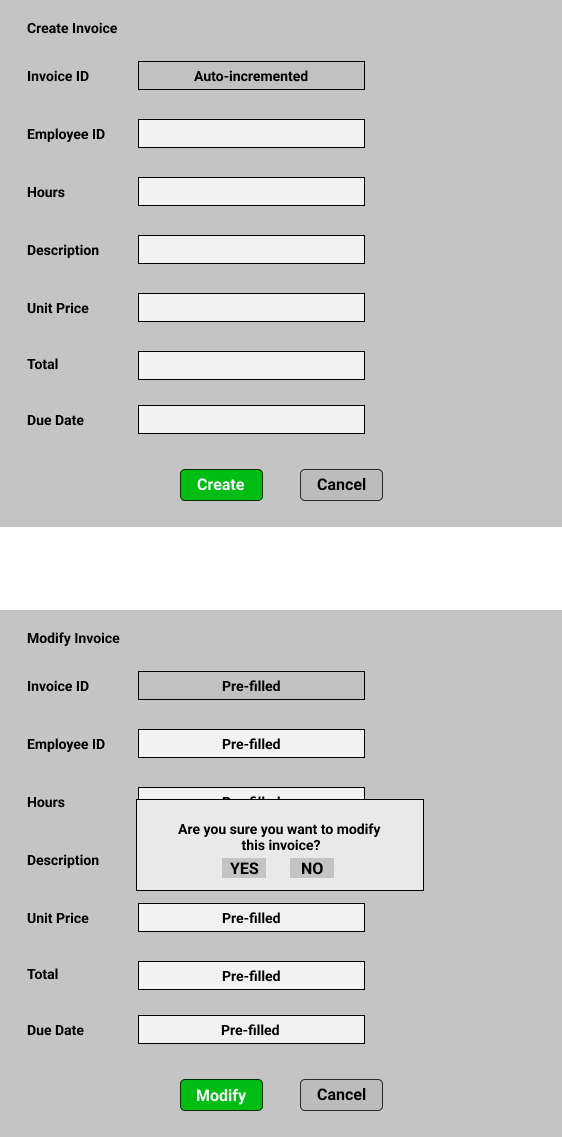 Create Invoice
Invoice ID
Auto-incremented
Employee ID
Hours
Description
Unit Price
Total
Due Date
Create
Cancel
Modify Invoice
Invoice ID
Pre-filled
Employee ID
Pre-filled
Hours
Are you sure you want to modify
this invoice?
YES
NO
Description
Unit Price
Pre-filled
Total
Pre-filled
Due Date
Pre-filled
Modify
Cancel